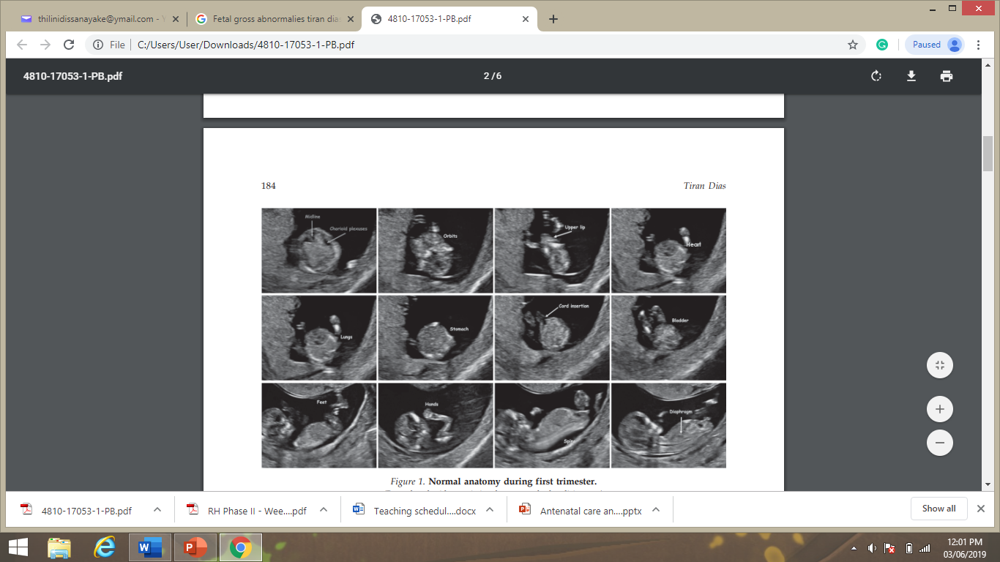 thilinidissanayake@ymail.com - Y
Fetal gross abnormalies tiran dia
4810-17053-1-PB.pdf
File
C:/Users/User/Downloads/4810-17053-1-PB.pdf
Paused
4810-17053-1-PB.pdf
2 / 6
184
Tiran Dias
Midline
Choroid plexuses
Orbits
Upper lip
Heart
Lungs
Stomach
Cord insertion
Bladder
Feet
Hands
Spine
Diaphragm
Figure 1. Normal anatomy during first trimester.
4810-17053-1-PB.pdf
RH Phase II - Wee....pdf
Teaching schedul....docx
Antenatal care an....pptx
Show all
12:01 PM
03/06/2019